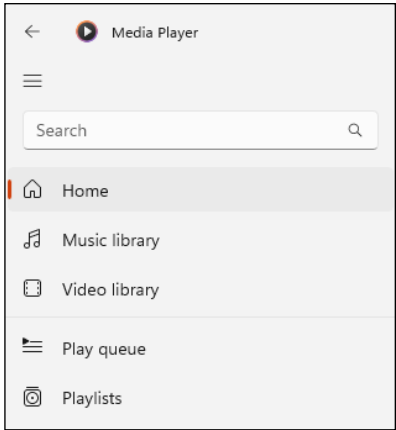 Media Player
Search
Home
Music library
Video library
Play queue
Playlists